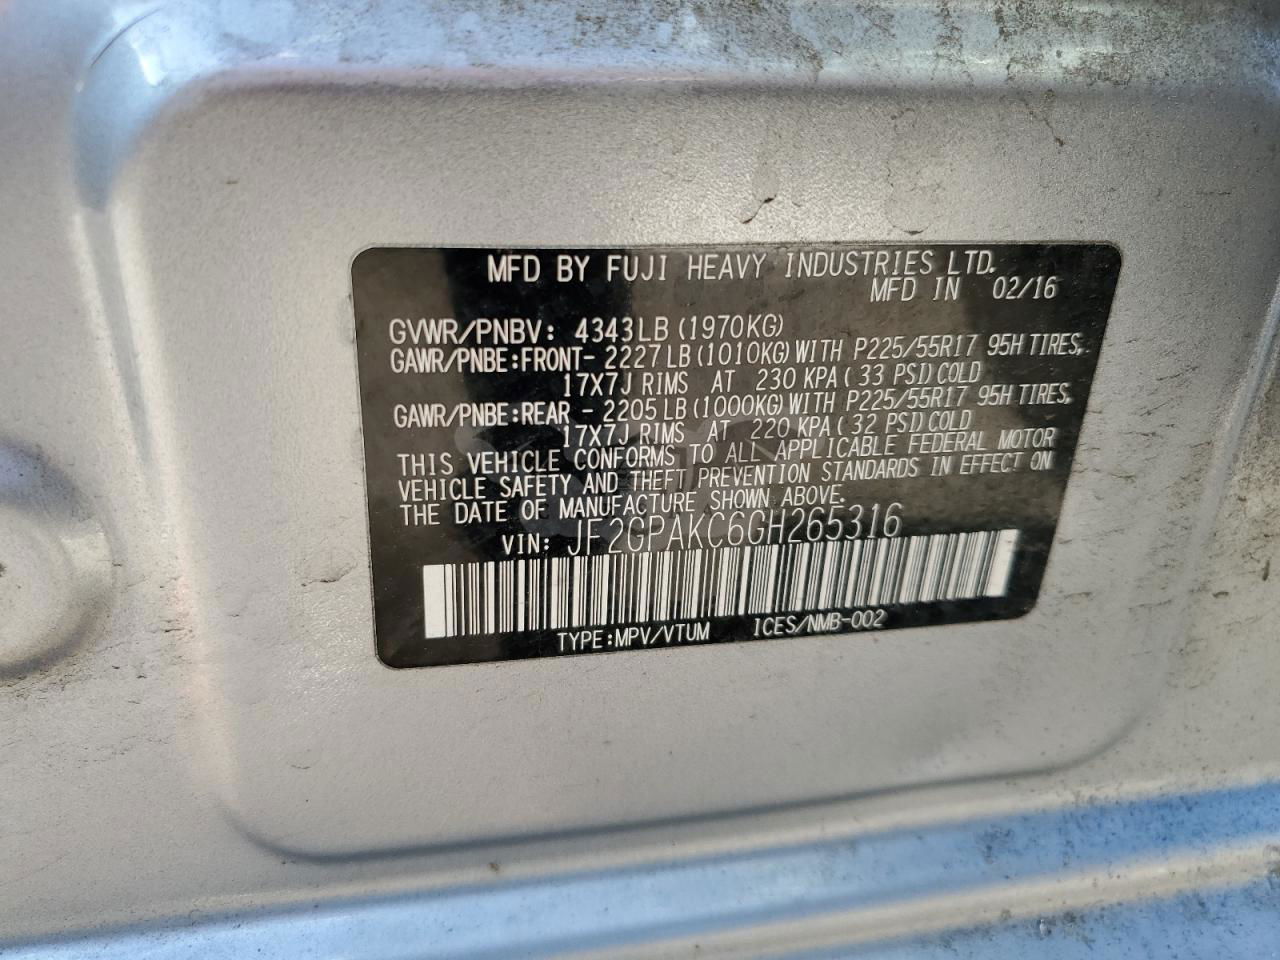 MFD BY FUJI HEAVY INDUSTRIES LTD.
MFD IN 02/16
GVWR/PNBV: 4343LB (1970KG)
GAWR/PNBE:FRONT- 2227LB (1010KG) WITH P225/55R17 95H TIRES,
17X7J RIMS AT 230 KPA ( 33 PSI) COLD
GAWR/PNBE:REAR - 2205LB (1000KG) WITH P225/55R17 95H TIRES,
17X7J RIMS AT 220 KPA ( 32 PSI) COLD
THIS VEHICLE CONFORMS TO ALL APPLICABLE FEDERAL MOTOR
VEHICLE SAFETY AND THEFT PREVENTION STANDARDS IN EFFECT ON
THE DATE OF MANUFACTURE SHOWN ABOVE.
VIN: JF2GPAKC6GH265316
TYPE:MPV/VTUM ICES/NMB-002